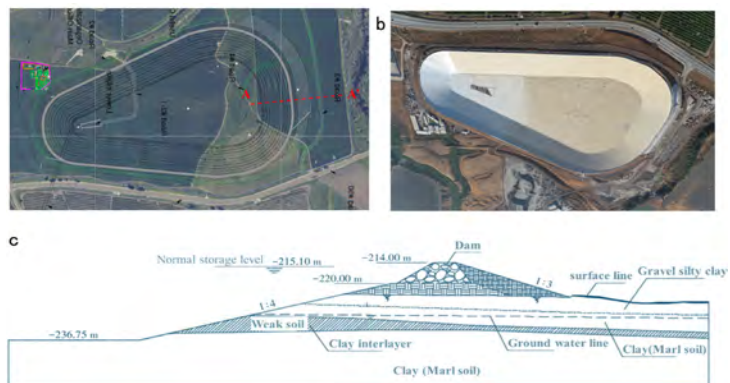 b
A
A'
c
Dam
Normal storage level
-215.10 m
-214.00 m
-220.00 m
1:4
1:3
surface line
Gravel silty clay
-236.75 m
Weak soil
Clay interlayer
Ground water line
Clay(Marl soil)
Clay (Marl soil)